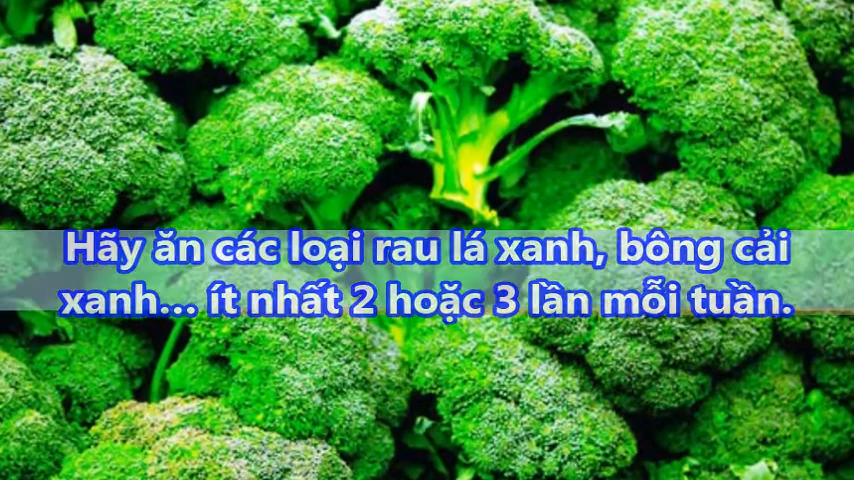 Hãy ăn các loại rau lá xanh, bông cải
xanh... ít nhất 2 hoặc 3 lần mỗi tuần.